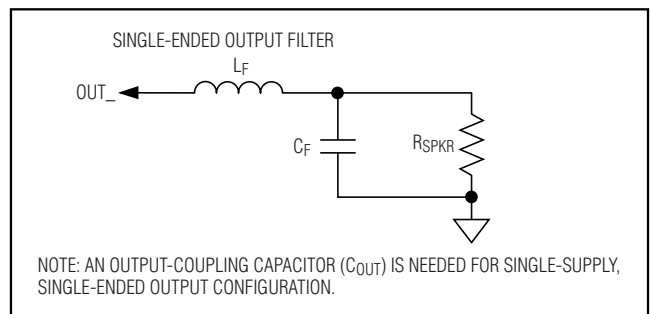 SINGLE-ENDED OUTPUT FILTER
LF
OUT_
CF
RSPKR
NOTE: AN OUTPUT-COUPLING CAPACITOR (COUT) IS NEEDED FOR SINGLE-SUPPLY,
SINGLE-ENDED OUTPUT CONFIGURATION.